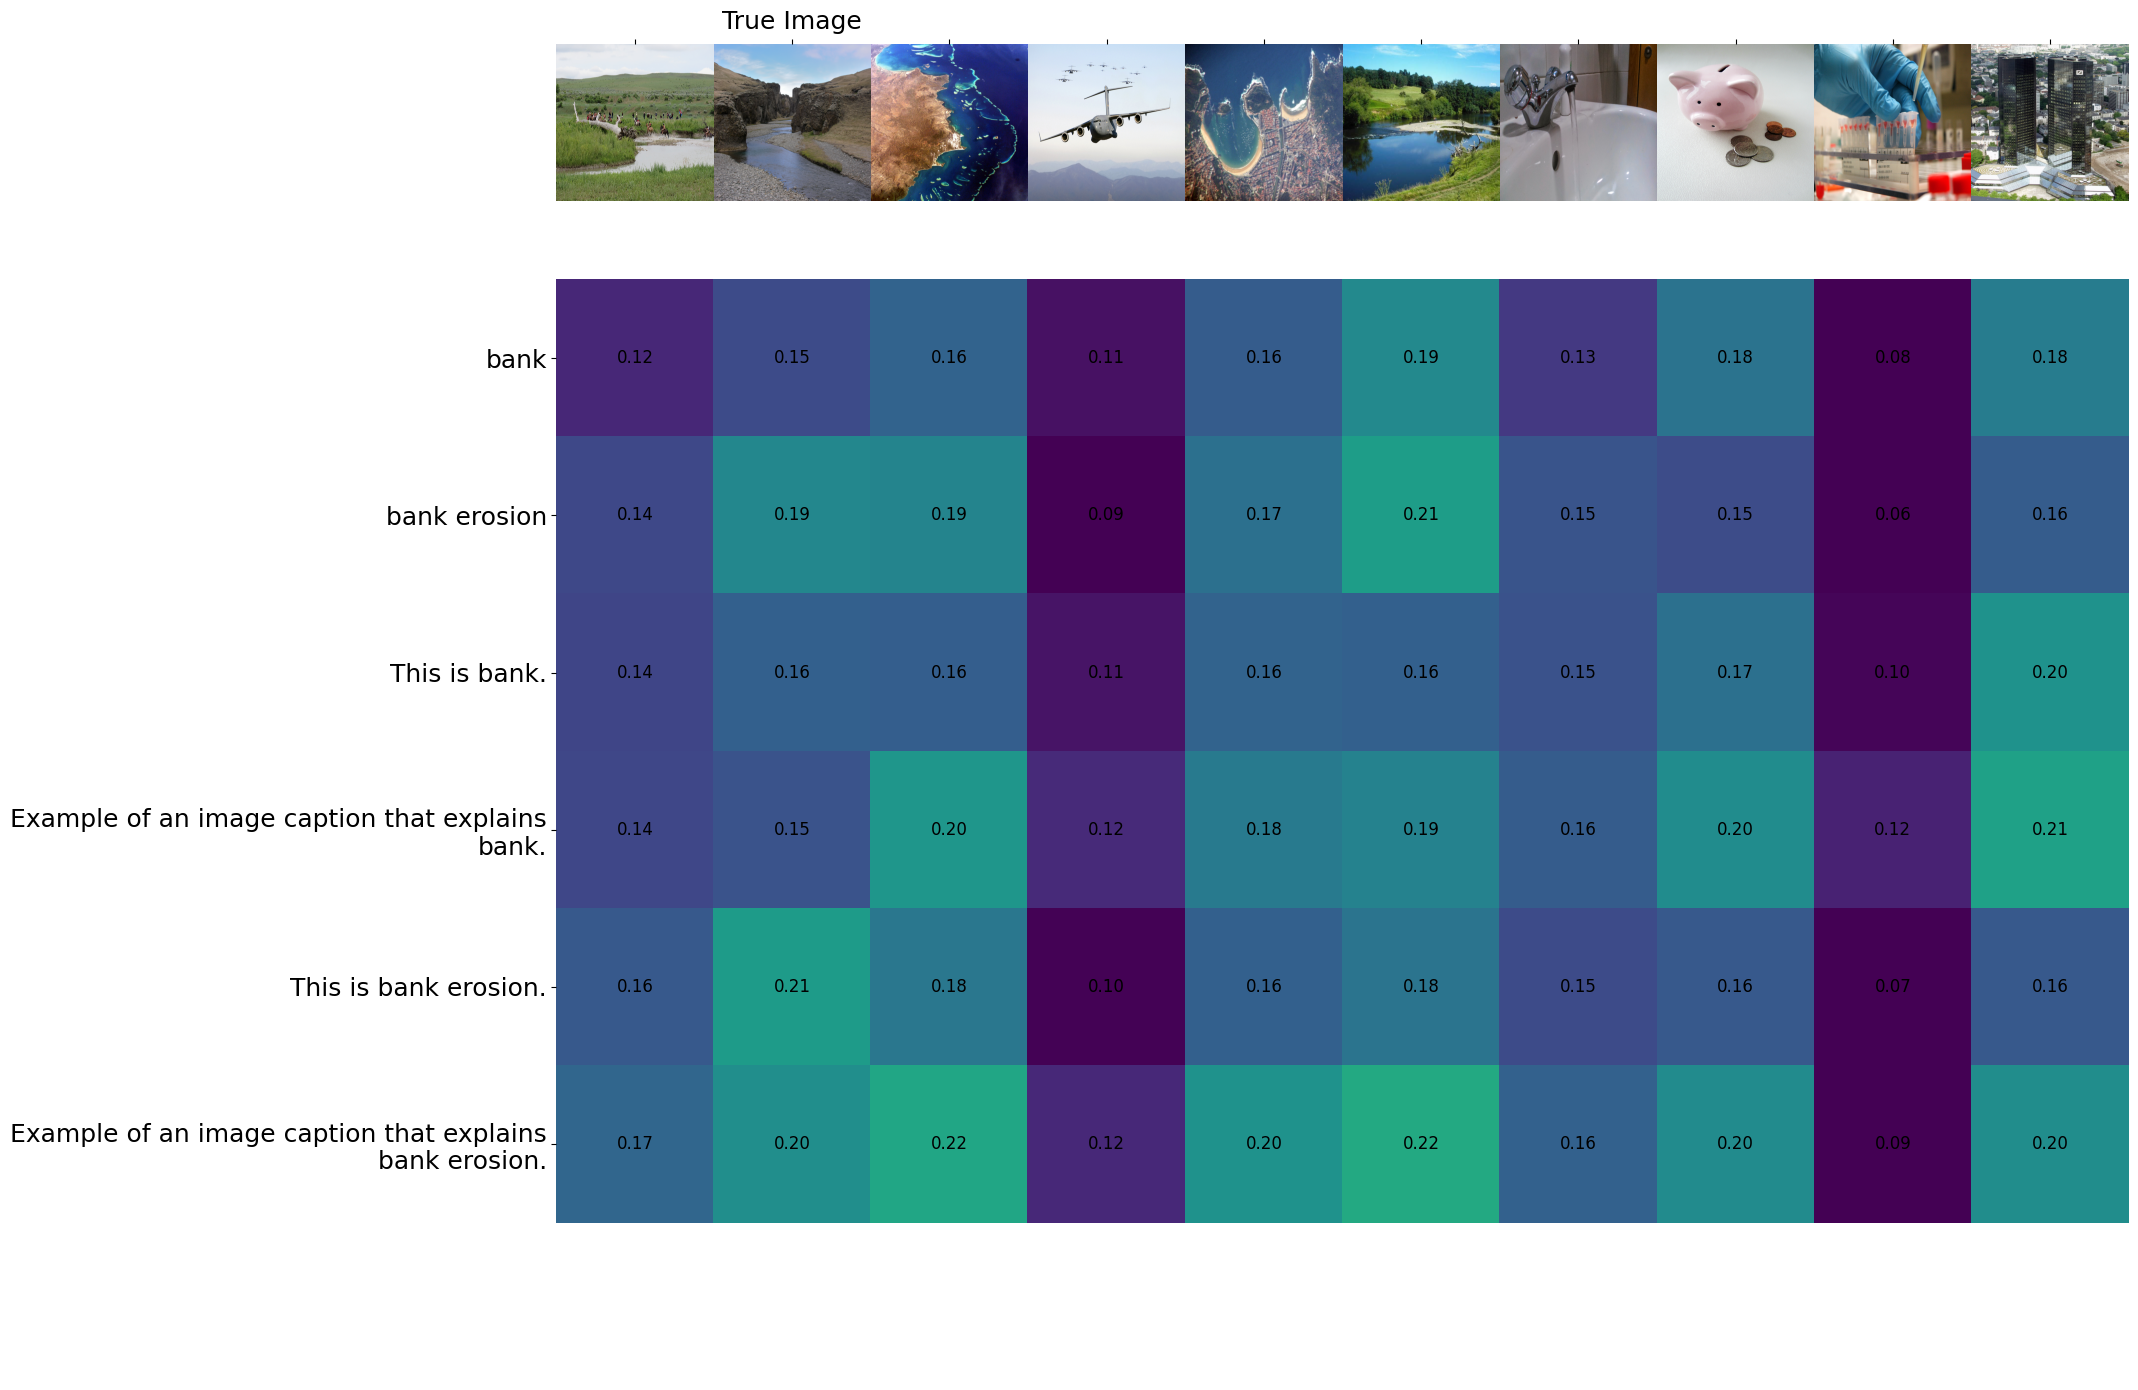 True Image
bank
0.12 0.15 0.16 0.11 0.16 0.19 0.13 0.18 0.08 0.18
bank erosion
0.14 0.19 0.19 0.09 0.17 0.21 0.15 0.15 0.06 0.16
This is bank.
0.14 0.16 0.16 0.11 0.16 0.16 0.15 0.17 0.10 0.20
Example of an image caption that explains
bank.
0.14 0.15 0.20 0.12 0.18 0.19 0.16 0.20 0.12 0.21
This is bank erosion.
0.16 0.21 0.18 0.10 0.16 0.18 0.15 0.16 0.07 0.16
Example of an image caption that explains
bank erosion.
0.17 0.20 0.22 0.12 0.20 0.22 0.16 0.20 0.09 0.20